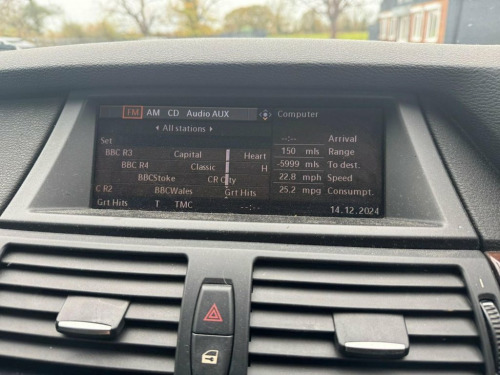 FM AM CD Audio AUX
All stations
Set
BBC R3 Capital Heart
BBC R4 Classic H
BBCStoke CR City
C R2 BBCWales Grt Hits
Grt Hits T TMC --:--
Computer
--:-- Arrival
150 mls Range
-5999 mls To dest.
22.8 mph Speed
25.2 mpg Consumpt.
14.12.2024